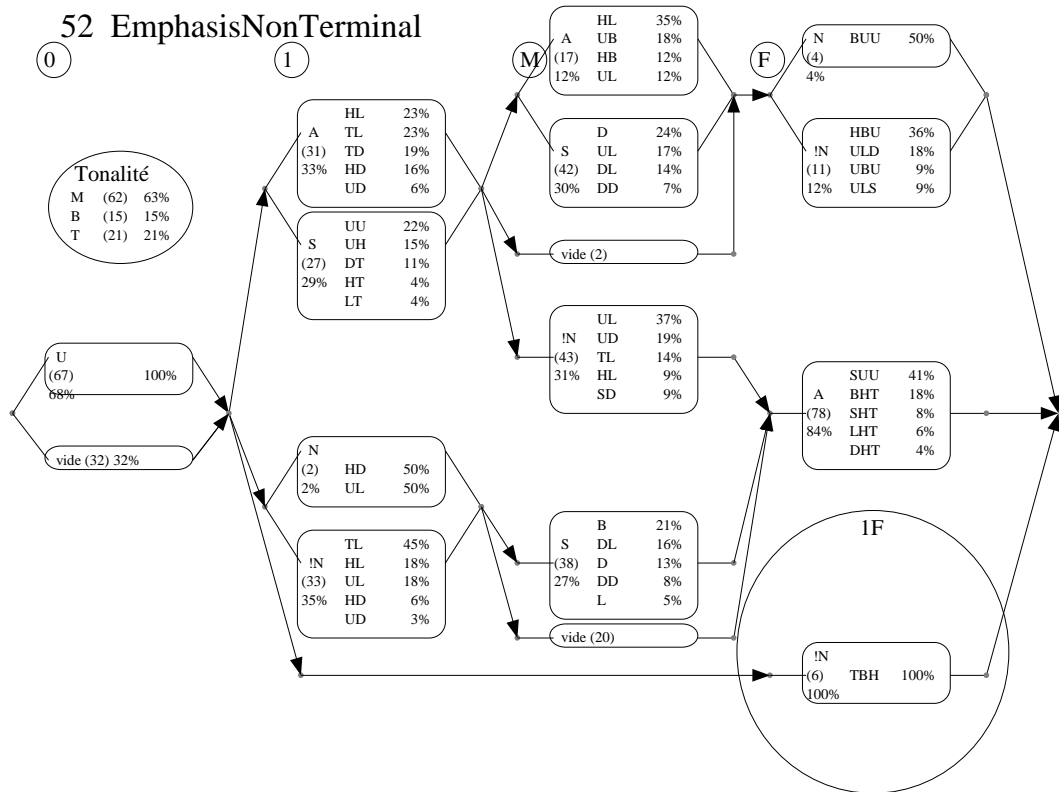 52 EmphasisNonTerminal
0
1
M
F
Tonalité
M (62) 63%
B (15) 15%
T (21) 21%
U
(67) 100%
68%
vide (32) 32%
HL 23%
A TL 23%
(31) TD 19%
33% HD 16%
UD 6%
UU 22%
S UH 15%
(27) DT 11%
29% HT 4%
LT 4%
N
(2) HD 50%
2% UL 50%
TL 45%
!N HL 18%
(33) UL 18%
35% HD 6%
UD 3%
HL 35%
A UB 18%
(17) HB 12%
12% UL 12%
D 24%
S UL 17%
(42) DL 14%
30% DD 7%
vide (2)
UL 37%
!N UD 19%
(43) TL 14%
31% HL 9%
SD 9%
B 21%
S DL 16%
(38) D 13%
27% DD 8%
L 5%
vide (20)
N BUU 50%
(4)
4%
HBU 36%
!N ULD 18%
(11) UBU 9%
12% ULS 9%
SUU 41%
A BHT 18%
(78) SHT 8%
84% LHT 6%
DHT 4%
1F
!N
(6) TBH 100%
100%